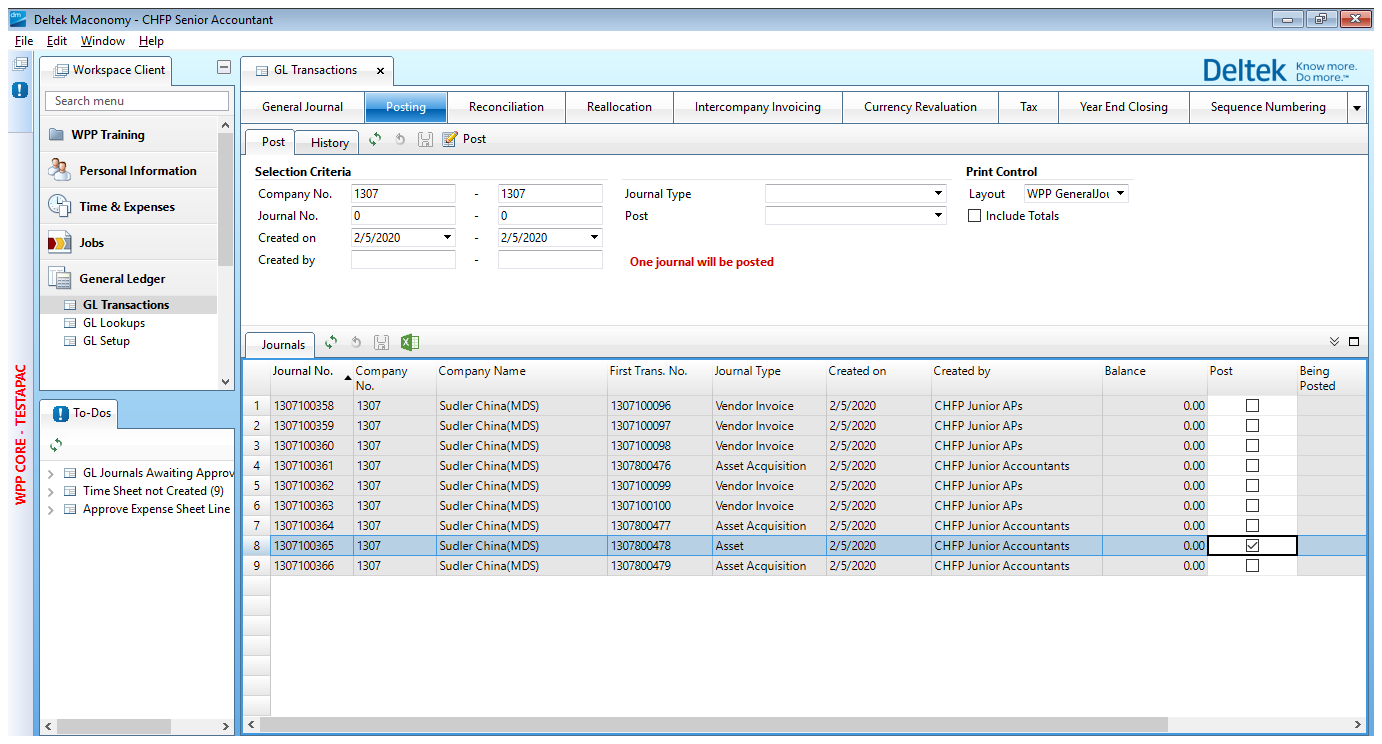 Deltek Maconomy - CHFP Senior Accountant
File Edit Window Help
WPP CORE - TESTAPAC
Workspace Client
Search menu
WPP Training
Personal Information
Time & Expenses
Jobs
General Ledger
GL Transactions
GL Lookups
GL Setup
To-Dos
GL Journals Awaiting Approv
Time Sheet not Created (9)
Approve Expense Sheet Line
GL Transactions x
Deltek Know more. Do more.™
General Journal Posting Reconciliation Reallocation Intercompany Invoicing Currency Revaluation Tax Year End Closing Sequence Numbering
Post History Post
Selection Criteria Print Control
Company No. 1307 - 1307 Journal Type Layout WPP GeneralJou
Journal No. 0 - 0 Post Include Totals
Created on 2/5/2020 - 2/5/2020
Created by - One journal will be posted
Journals
Journal No. Company No. Company Name First Trans. No. Journal Type Created on Created by Balance Post Being Posted
1 1307100358 1307 Sudler China(MDS) 1307100096 Vendor Invoice 2/5/2020 CHFP Junior APs 0.00
2 1307100359 1307 Sudler China(MDS) 1307100097 Vendor Invoice 2/5/2020 CHFP Junior APs 0.00
3 1307100360 1307 Sudler China(MDS) 1307100098 Vendor Invoice 2/5/2020 CHFP Junior APs 0.00
4 1307100361 1307 Sudler China(MDS) 1307800476 Asset Acquisition 2/5/2020 CHFP Junior Accountants 0.00
5 1307100362 1307 Sudler China(MDS) 1307100099 Vendor Invoice 2/5/2020 CHFP Junior APs 0.00
6 1307100363 1307 Sudler China(MDS) 1307100100 Vendor Invoice 2/5/2020 CHFP Junior APs 0.00
7 1307100364 1307 Sudler China(MDS) 1307800477 Asset Acquisition 2/5/2020 CHFP Junior Accountants 0.00
8 1307100365 1307 Sudler China(MDS) 1307800478 Asset 2/5/2020 CHFP Junior Accountants 0.00
9 1307100366 1307 Sudler China(MDS) 1307800479 Asset Acquisition 2/5/2020 CHFP Junior Accountants 0.00